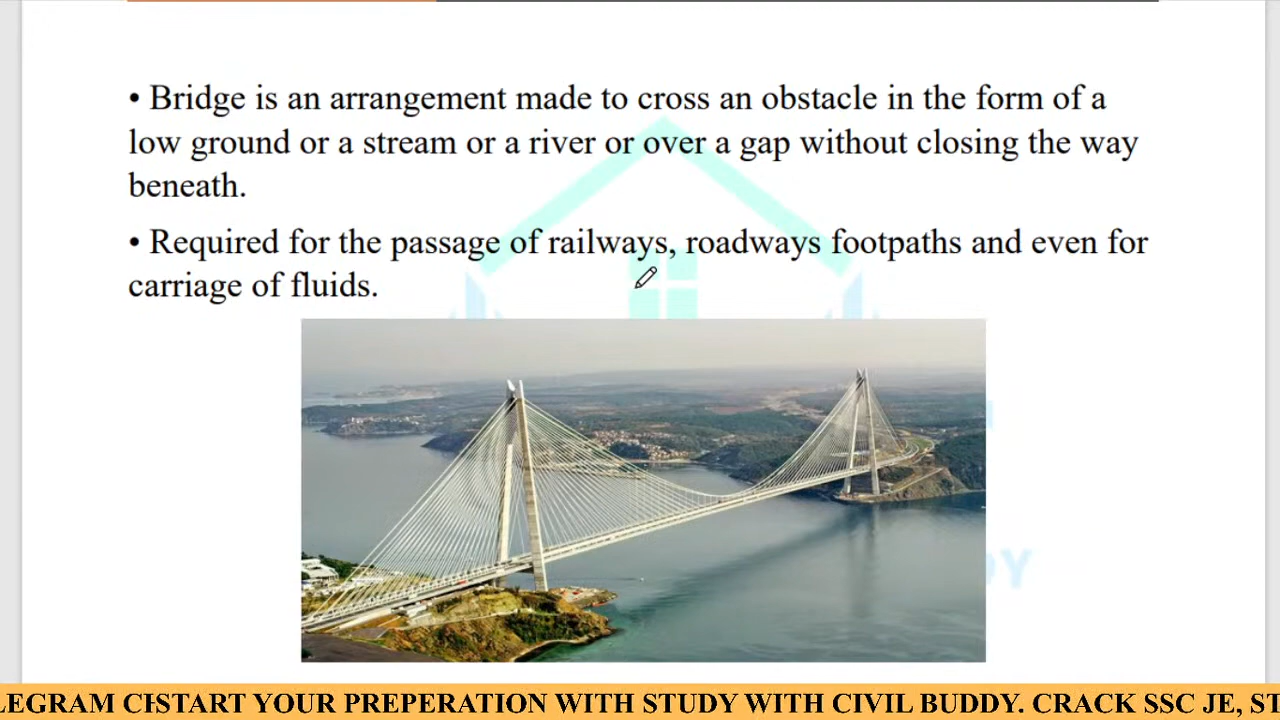 • Bridge is an arrangement made to cross an obstacle in the form of a
low ground or a stream or a river or over a gap without closing the way
beneath.
• Required for the passage of railways, roadways footpaths and even for
carriage of fluids.
LEGRAM START YOUR PREPERATION WITH STUDY WITH CIVIL BUDDY. CRACK SSC JE, ST